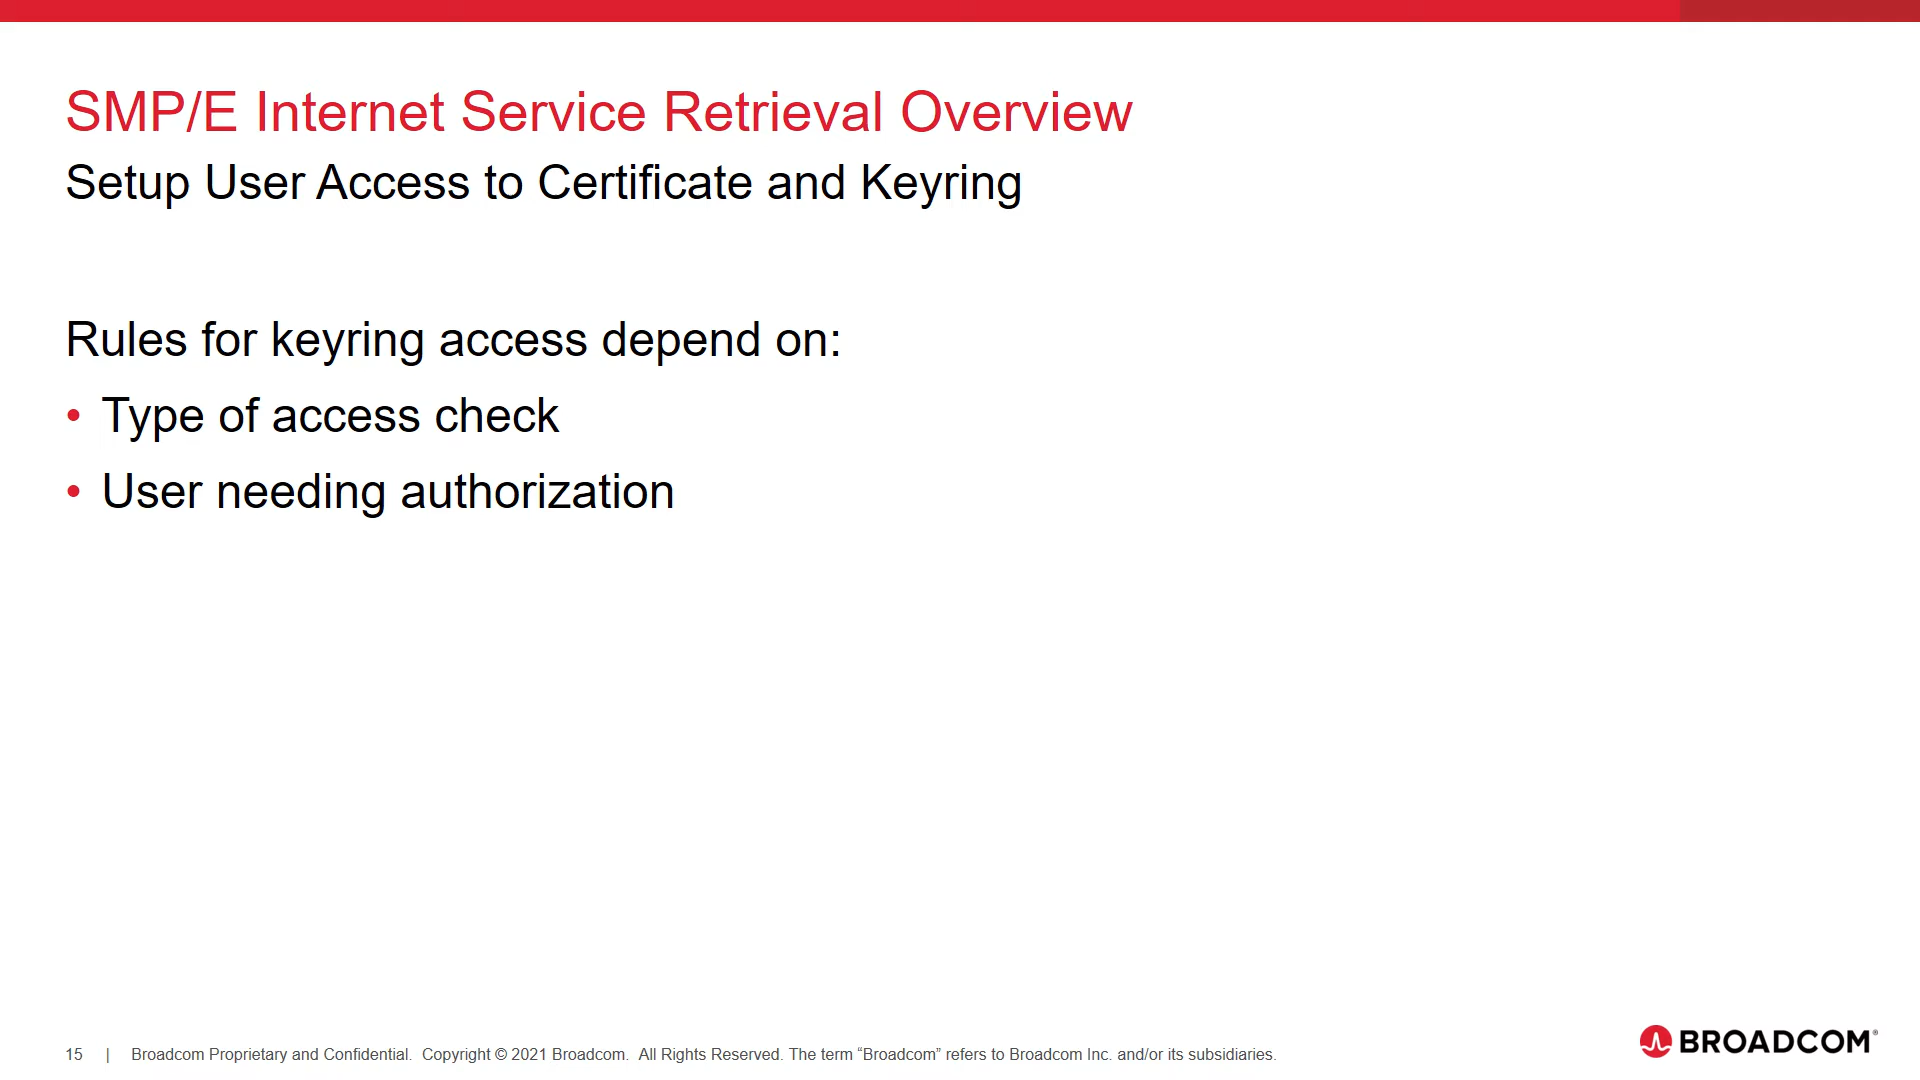 SMP/E Internet Service Retrieval Overview
Setup User Access to Certificate and Keyring
Rules for keyring access depend on:
• Type of access check
• User needing authorization
15 | Broadcom Proprietary and Confidential. Copyright © 2021 Broadcom. All Rights Reserved. The term “Broadcom” refers to Broadcom Inc. and/or its subsidiaries.
BROADCOM®